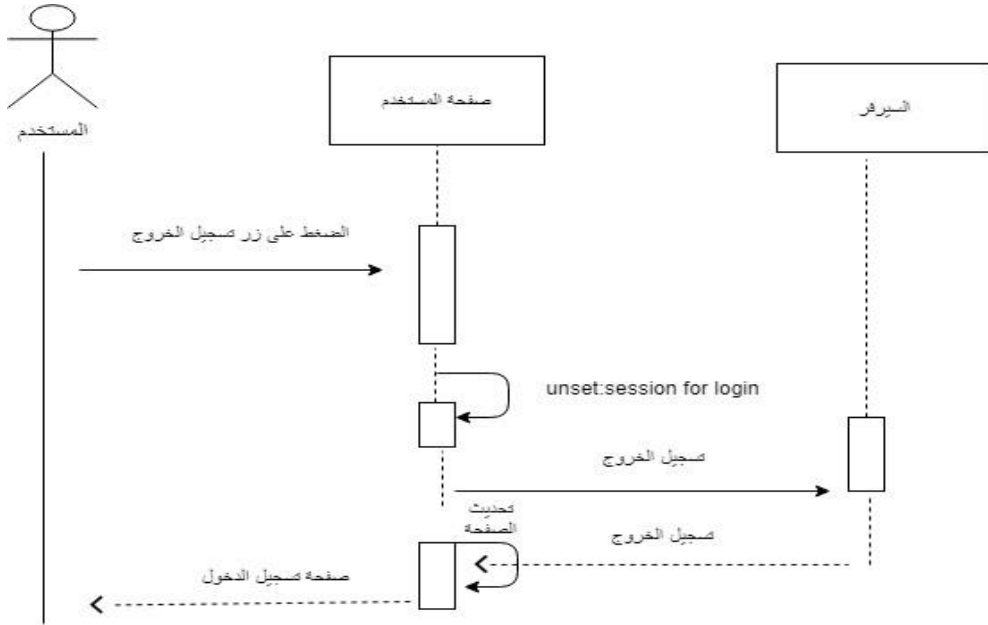 صفحة المستخدم
السيرفر
المستخدم
الضغط على زر تسجيل الخروج
unset:session for login
تسجيل الخروج
تحديث
الصفحة
تسجيل الخروج
صفحة تسجيل الدخول